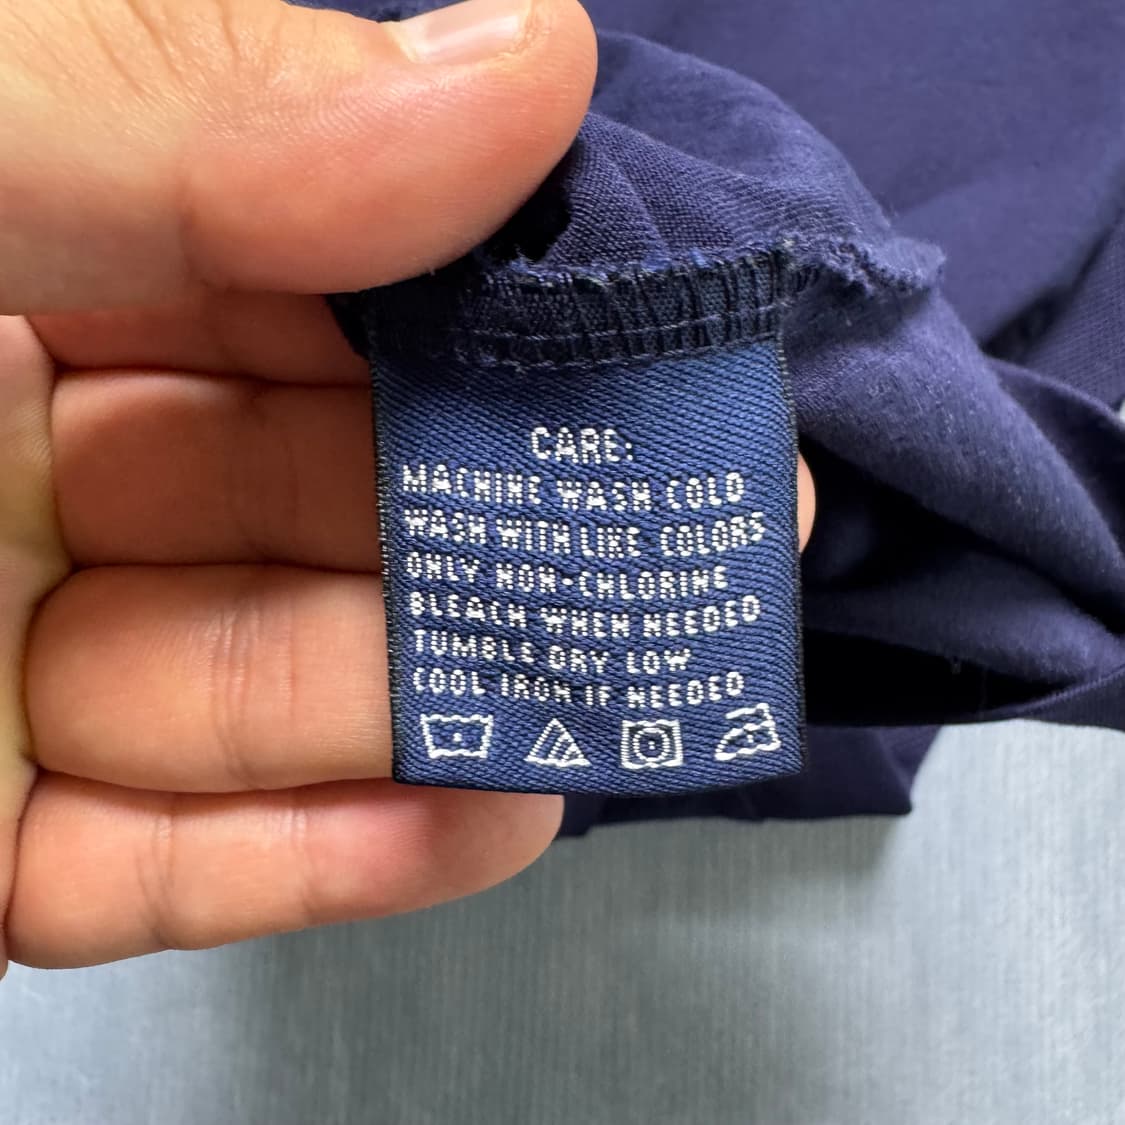 CARE:
MACHINE WASH COLD
WASH WITH LIKE COLORS
ONLY NON-CHLORINE
BLEACH WHEN NEEDED
TUMBLE DRY LOW
COOL IRON IF NEEDED